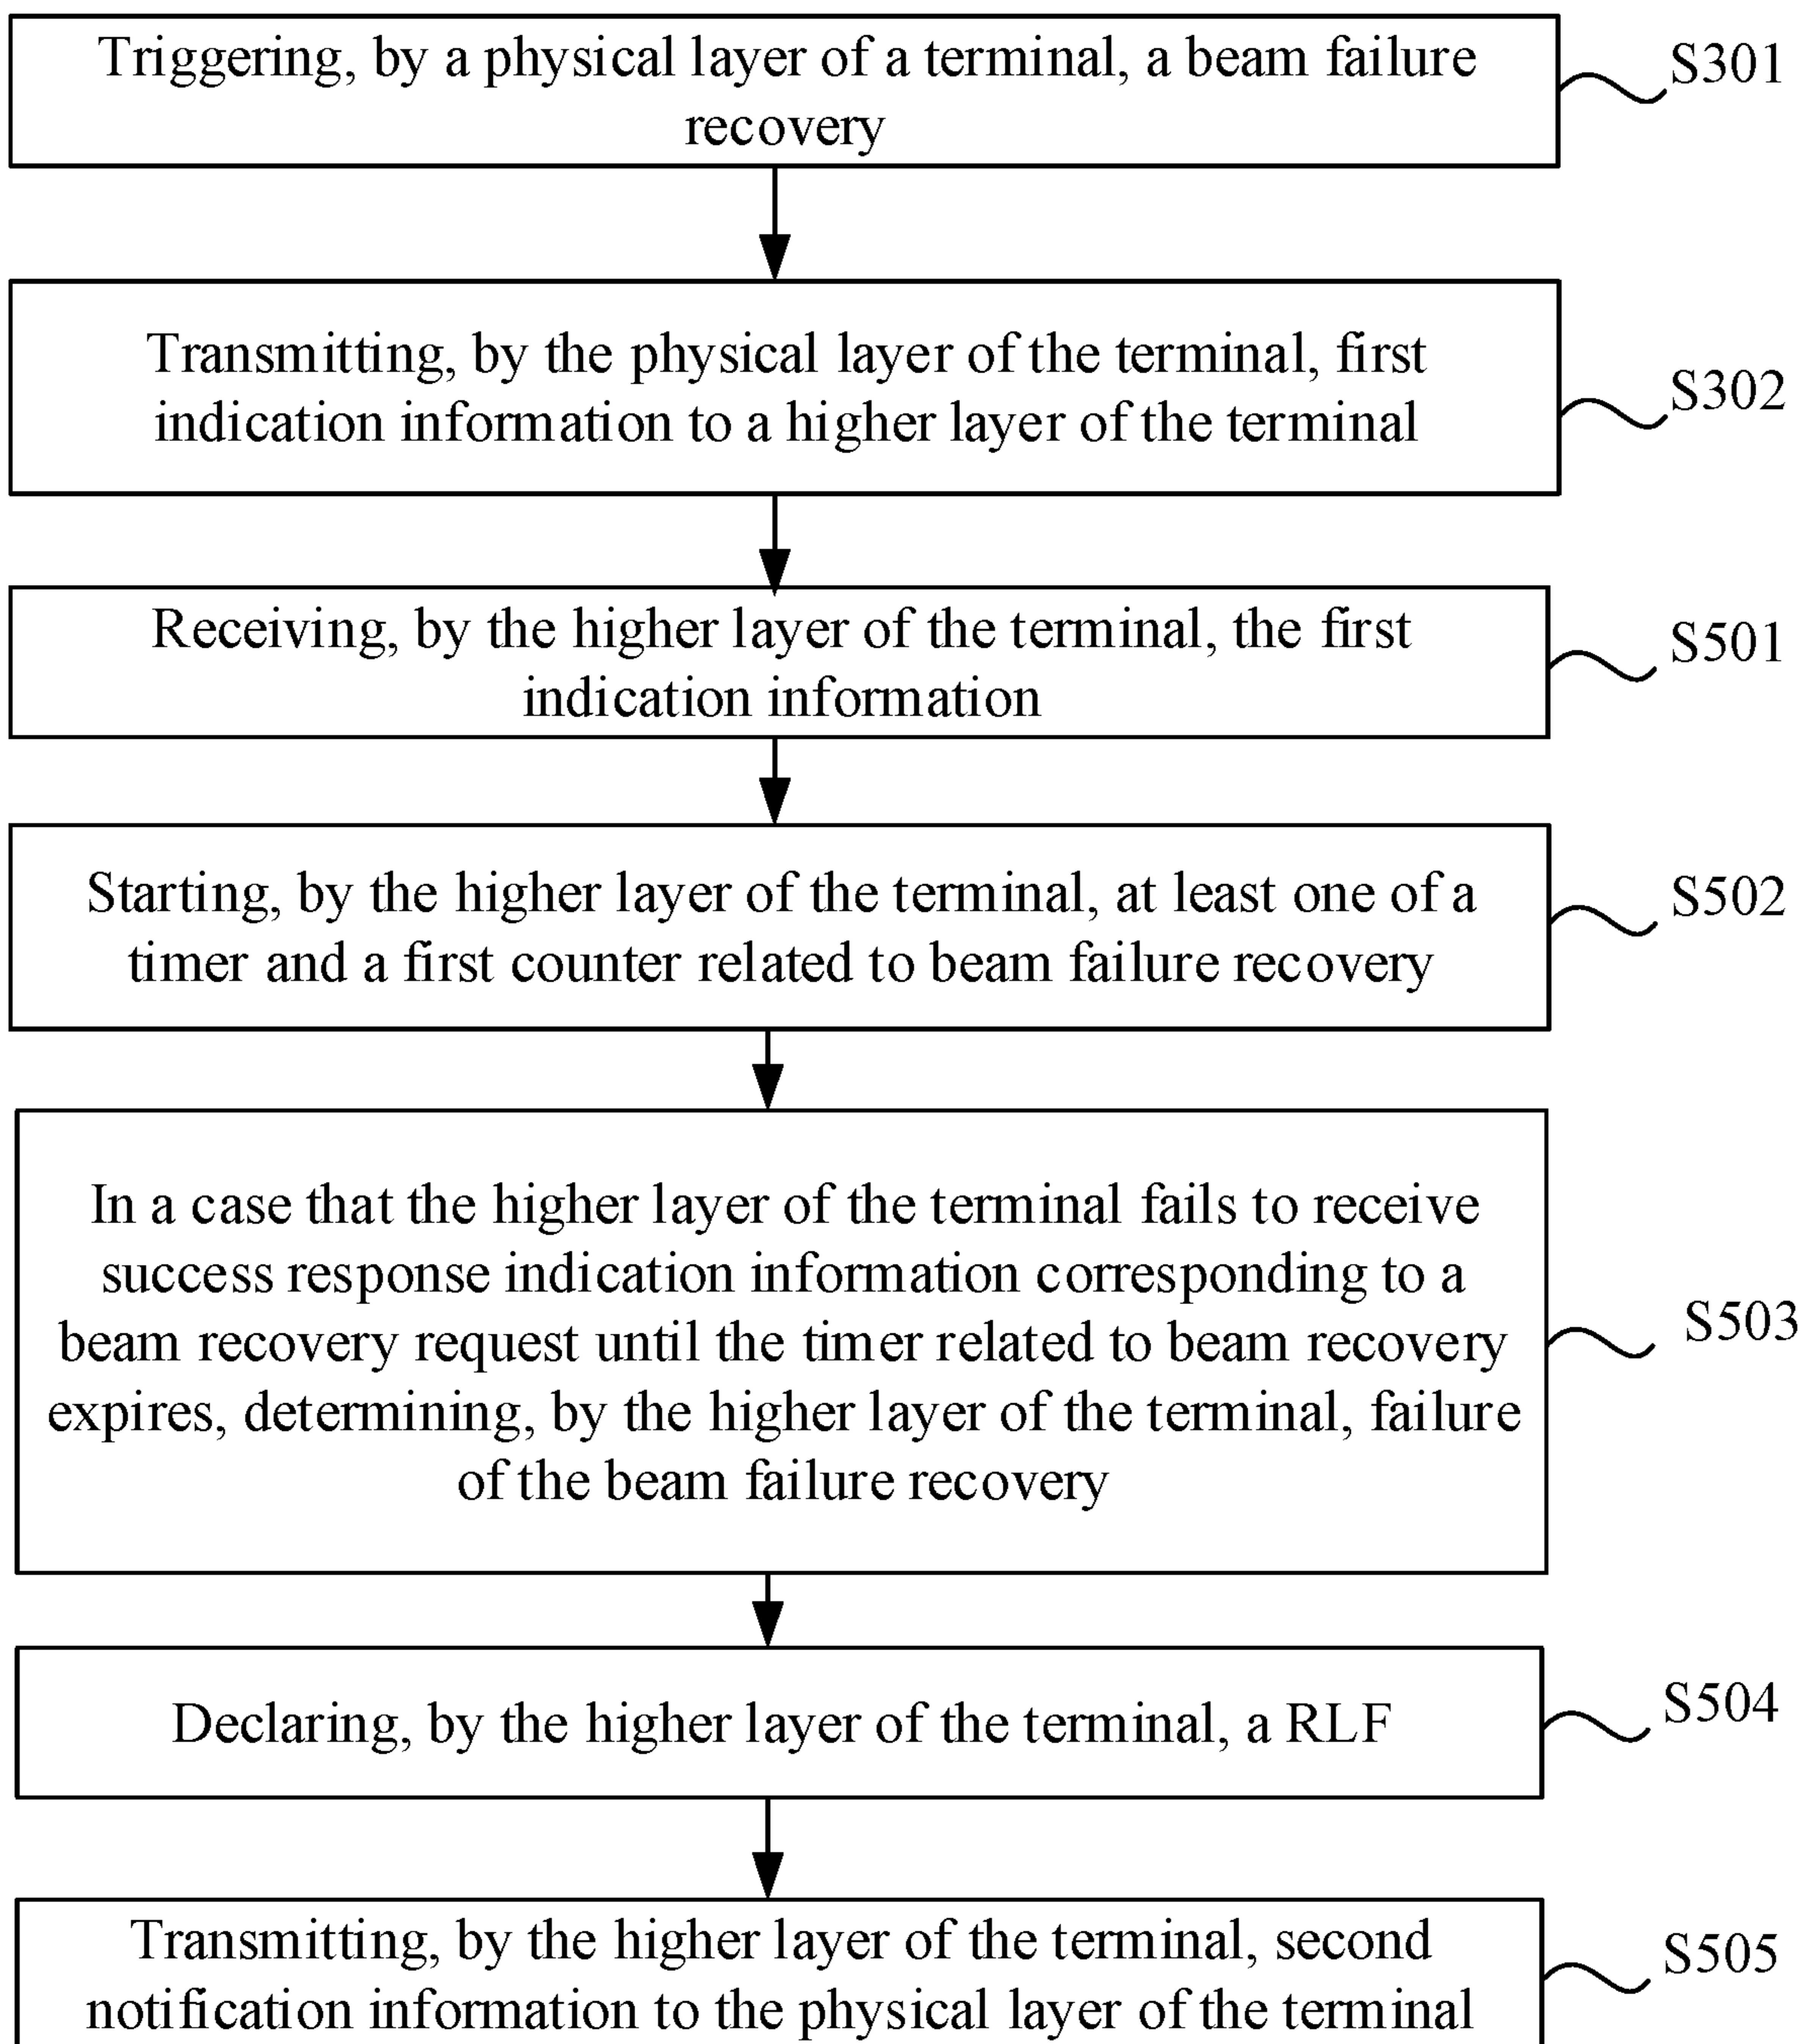 Triggering, by a physical layer of a terminal, a beam failure
recovery
S301
Transmitting, by the physical layer of the terminal, first
indication information to a higher layer of the terminal
S302
Receiving, by the higher layer of the terminal, the first
indication information
S501
Starting, by the higher layer of the terminal, at least one of a
timer and a first counter related to beam failure recovery
S502
In a case that the higher layer of the terminal fails to receive
success response indication information corresponding to a
beam recovery request until the timer related to beam recovery
expires, determining, by the higher layer of the terminal, failure
of the beam failure recovery
S503
Declaring, by the higher layer of the terminal, a RLF
S504
Transmitting, by the higher layer of the terminal, second
notification information to the physical layer of the terminal
S505